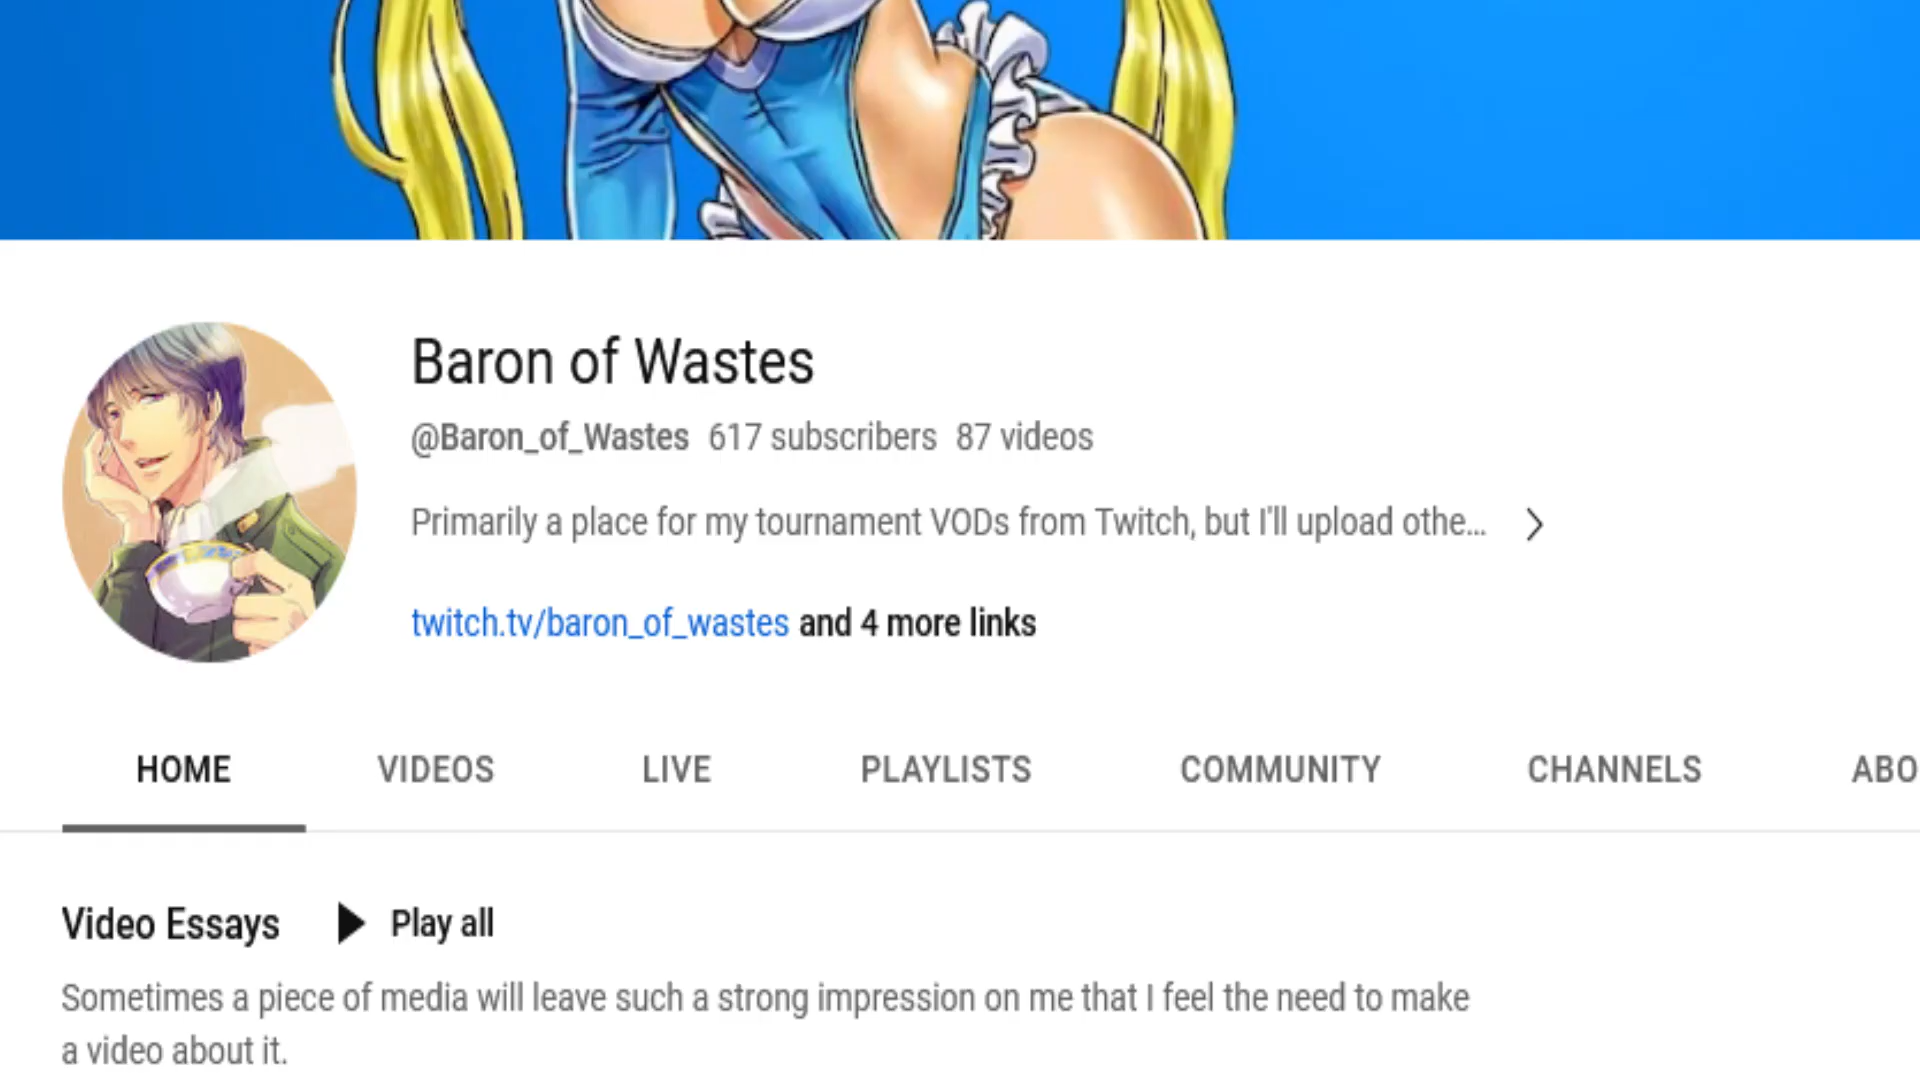 Baron of Wastes
@Baron_of_Wastes 617 subscribers 87 videos
Primarily a place for my tournament VODs from Twitch, but I'll upload othe...
twitch.tv/baron_of_wastes and 4 more links
HOME VIDEOS LIVE PLAYLISTS COMMUNITY CHANNELS ABO
Video Essays Play all
Sometimes a piece of media will leave such a strong impression on me that I feel the need to make
a video about it.